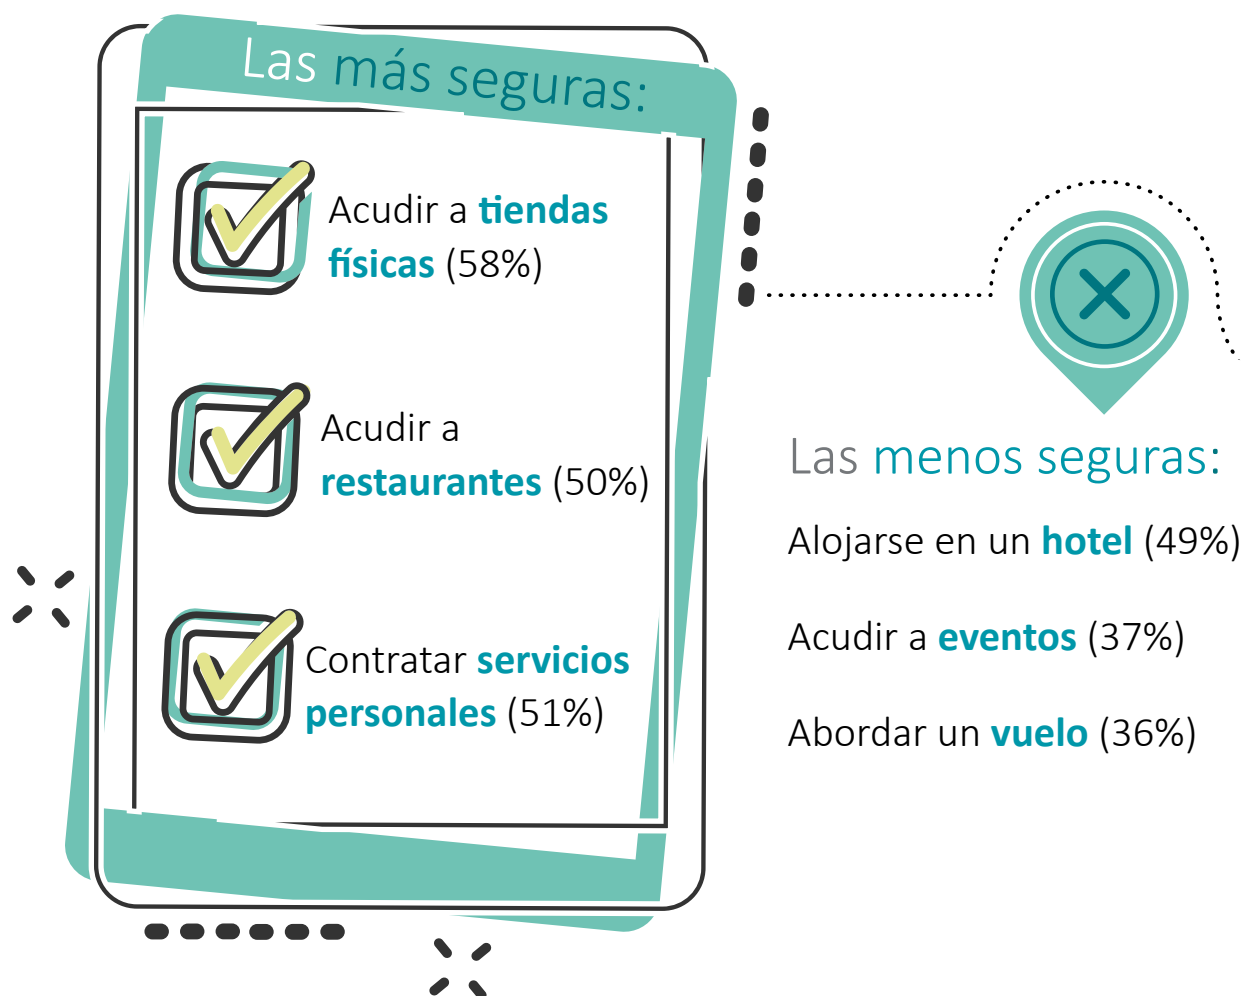 Las más seguras:
Acudir a tiendas
físicas (58%)
Acudir a
restaurantes (50%)
Contratar servicios
personales (51%)
Las menos seguras:
Alojarse en un hotel (49%)
Acudir a eventos (37%)
Abordar un vuelo (36%)